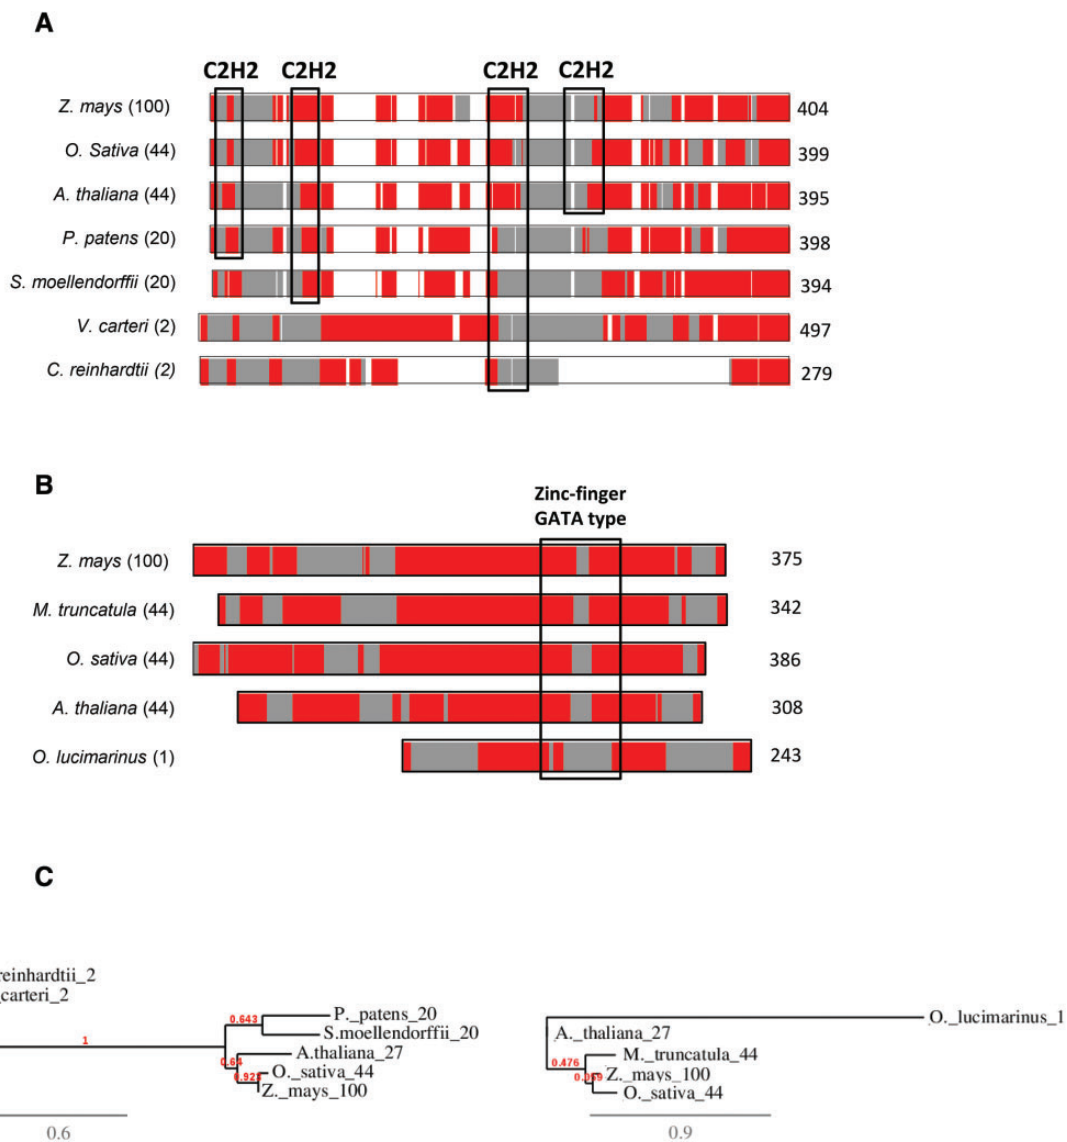 A
C2H2 C2H2 C2H2 C2H2
Z. mays (100) 404
O. Sativa (44) 399
A. thaliana (44) 395
P. patens (20) 398
S. moellendorffii (20) 394
V. carteri (2) 497
C. reinhardtii (2) 279
B
Zinc-finger
GATA type
Z. mays (100) 375
M. truncatula (44) 342
O. sativa (44) 386
A. thaliana (44) 308
O. lucimarinus (1) 243
C
reinhardtii_2
carteri_2
1
0.643
P._patens_20
S.moellendorffii_20
0.64
A.thaliana_27
O._sativa_44
Z._mays_100
0.6
O._lucimarinus_1
A._thaliana_27
0.476
M._truncatula_44
Z._mays_100
O._sativa_44
0.9